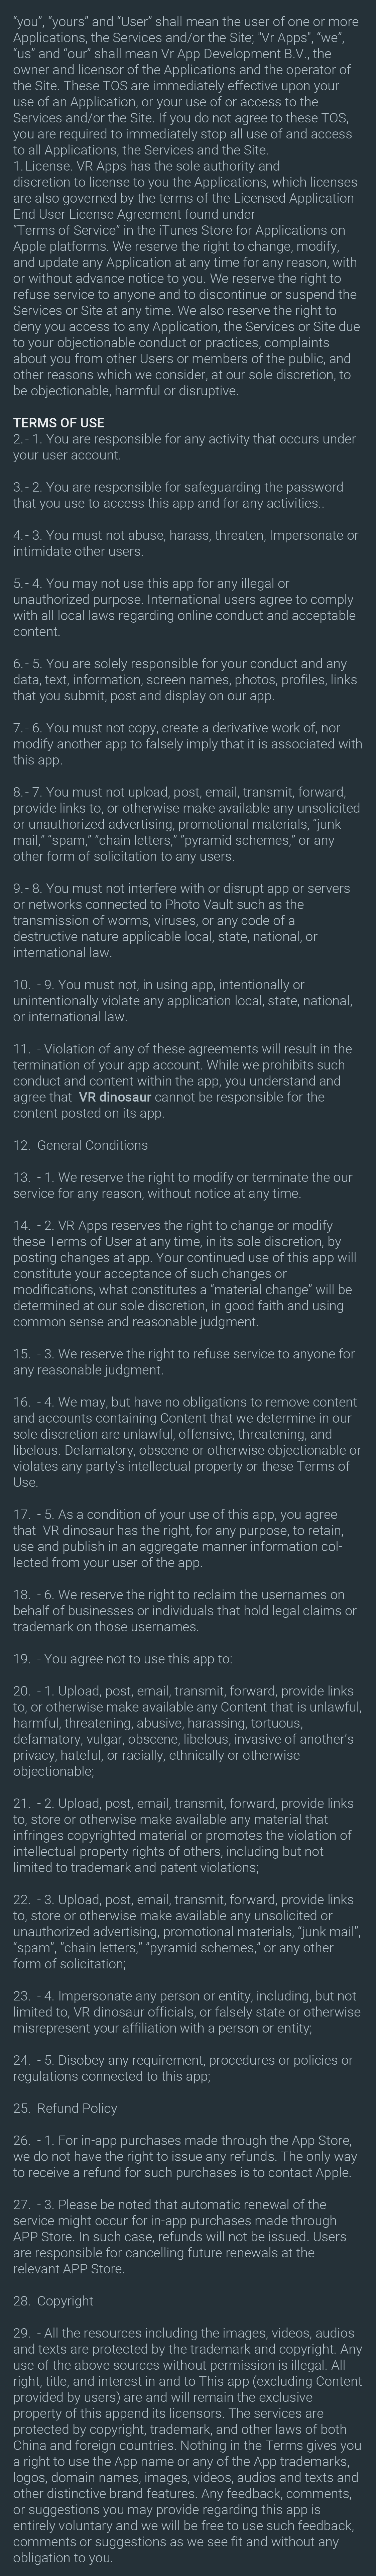 “you”, “yours” and “User” shall mean the user of one or more
Applications, the Services and/or the Site; "Vr Apps", “we”,
“us” and “our” shall mean Vr App Development B.V., the
owner and licensor of the Applications and the operator of
the Site. These TOS are immediately effective upon your
use of an Application, or your use of or access to the
Services and/or the Site. If you do not agree to these TOS,
you are required to immediately stop all use of and access
to all Applications, the Services and the Site.
1. License. VR Apps has the sole authority and
discretion to license to you the Applications, which licenses
are also governed by the terms of the Licensed Application
End User License Agreement found under
“Terms of Service” in the iTunes Store for Applications on
Apple platforms. We reserve the right to change, modify,
and update any Application at any time for any reason, with
or without advance notice to you. We reserve the right to
refuse service to anyone and to discontinue or suspend the
Services or Site at any time. We also reserve the right to
deny you access to any Application, the Services or Site due
to your objectionable conduct or practices, complaints
about you from other Users or members of the public, and
other reasons which we consider, at our sole discretion, to
be objectionable, harmful or disruptive.
TERMS OF USE
2. - 1. You are responsible for any activity that occurs under
your user account.
3. - 2. You are responsible for safeguarding the password
that you use to access this app and for any activities..
4. - 3. You must not abuse, harass, threaten, Impersonate or
intimidate other users.
5. - 4. You may not use this app for any illegal or
unauthorized purpose. International users agree to comply
with all local laws regarding online conduct and acceptable
content.
6. - 5. You are solely responsible for your conduct and any
data, text, information, screen names, photos, profiles, links
that you submit, post and display on our app.
7. - 6. You must not copy, create a derivative work of, nor
modify another app to falsely imply that it is associated with
this app.
8. - 7. You must not upload, post, email, transmit, forward,
provide links to, or otherwise make available any unsolicited
or unauthorized advertising, promotional materials, “junk
mail,” “spam,” “chain letters,” “pyramid schemes,” or any
other form of solicitation to any users.
9. - 8. You must not interfere with or disrupt app or servers
or networks connected to Photo Vault such as the
transmission of worms, viruses, or any code of a
destructive nature applicable local, state, national, or
international law.
10. - 9. You must not, in using app, intentionally or
unintentionally violate any application local, state, national,
or international law.
11. - Violation of any of these agreements will result in the
termination of your app account. While we prohibits such
conduct and content within the app, you understand and
agree that VR dinosaur cannot be responsible for the
content posted on its app.
12. General Conditions
13. - 1. We reserve the right to modify or terminate the our
service for any reason, without notice at any time.
14. - 2. VR Apps reserves the right to change or modify
these Terms of User at any time, in its sole discretion, by
posting changes at app. Your continued use of this app will
constitute your acceptance of such changes or
modifications, what constitutes a “material change” will be
determined at our sole discretion, in good faith and using
common sense and reasonable judgment.
15. - 3. We reserve the right to refuse service to anyone for
any reasonable judgment.
16. - 4. We may, but have no obligations to remove content
and accounts containing Content that we determine in our
sole discretion are unlawful, offensive, threatening, and
libelous. Defamatory, obscene or otherwise objectionable or
violates any party's intellectual property or these Terms of
Use.
17. - 5. As a condition of your use of this app, you agree
that VR dinosaur has the right, for any purpose, to retain,
use and publish in an aggregate manner information col-
lected from your user of the app.
18. - 6. We reserve the right to reclaim the usernames on
behalf of businesses or individuals that hold legal claims or
trademark on those usernames.
19. - You agree not to use this app to:
20. - 1. Upload, post, email, transmit, forward, provide links
to, or otherwise make available any Content that is unlawful,
harmful, threatening, abusive, harassing, tortuous,
defamatory, vulgar, obscene, libelous, invasive of another's
privacy, hateful, or racially, ethnically or otherwise
objectionable;
21. - 2. Upload, post, email, transmit, forward, provide links
to, store or otherwise make available any material that
infringes copyrighted material or promotes the violation of
intellectual property rights of others, including but not
limited to trademark and patent violations;
22. - 3. Upload, post, email, transmit, forward, provide links
to, store or otherwise make available any unsolicited or
unauthorized advertising, promotional materials, “junk mail”,
“spam”, “chain letters,” “pyramid schemes,” or any other
form of solicitation;
23. - 4. Impersonate any person or entity, including, but not
limited to, VR dinosaur officials, or falsely state or otherwise
misrepresent your affiliation with a person or entity;
24. - 5. Disobey any requirement, procedures or policies or
regulations connected to this app;
25. Refund Policy
26. - 1. For in-app purchases made through the App Store,
we do not have the right to issue any refunds. The only way
to receive a refund for such purchases is to contact Apple.
27. - 3. Please be noted that automatic renewal of the
service might occur for in-app purchases made through
APP Store. In such case, refunds will not be issued. Users
are responsible for cancelling future renewals at the
relevant APP Store.
28. Copyright
29. - All the resources including the images, videos, audios
and texts are protected by the trademark and copyright. Any
use of the above sources without permission is illegal. All
right, title, and interest in and to This app (excluding Content
provided by users) are and will remain the exclusive
property of this append its licensors. The services are
protected by copyright, trademark, and other laws of both
China and foreign countries. Nothing in the Terms gives you
a right to use the App name or any of the App trademarks,
logos, domain names, images, videos, audios and texts and
other distinctive brand features. Any feedback, comments,
or suggestions you may provide regarding this app is
entirely voluntary and we will be free to use such feedback,
comments or suggestions as we see fit and without any
obligation to you.